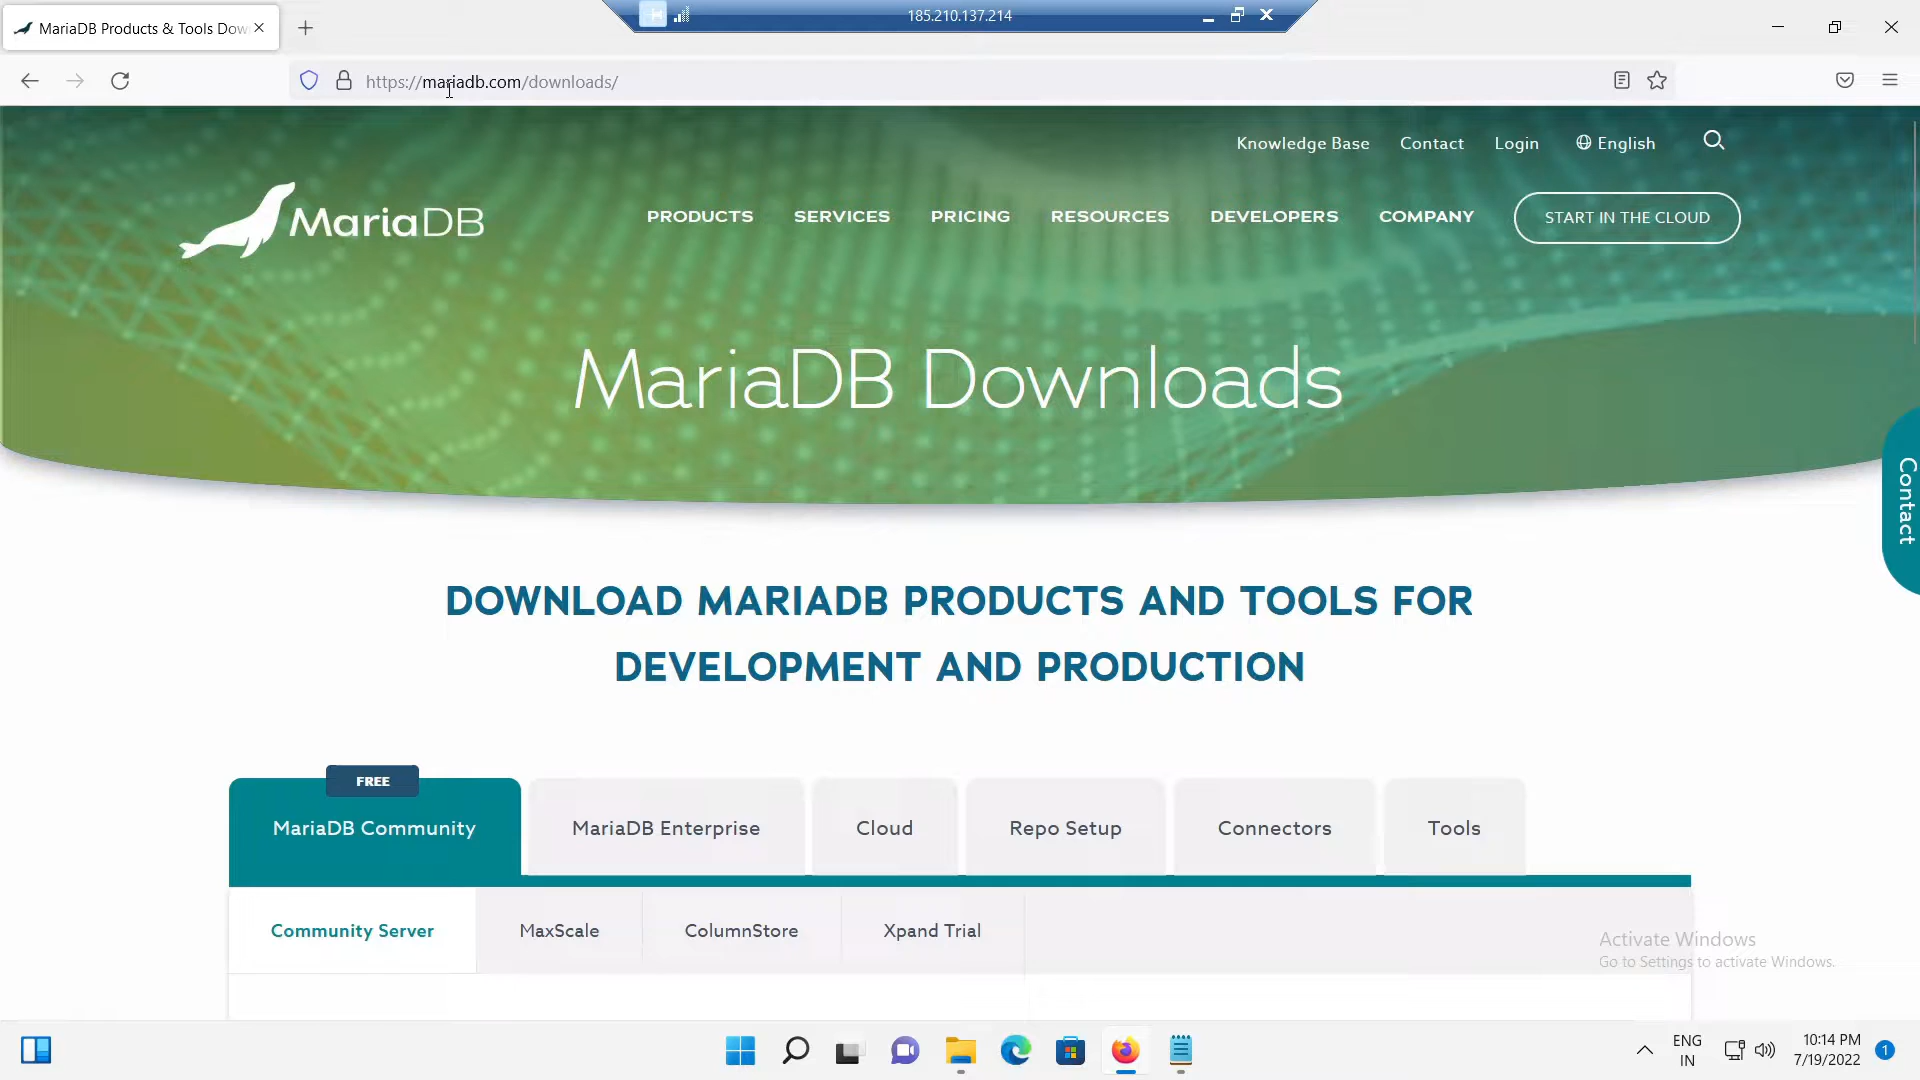 MariaDB Products & Tools Dow
185.210.137.214
https://mariadb.com/downloads/
Knowledge Base Contact Login English
MariaDB
PRODUCTS SERVICES PRICING RESOURCES DEVELOPERS COMPANY START IN THE CLOUD
MariaDB Downloads
Contact
DOWNLOAD MARIADB PRODUCTS AND TOOLS FOR
DEVELOPMENT AND PRODUCTION
FREE
MariaDB Community MariaDB Enterprise Cloud Repo Setup Connectors Tools
Community Server MaxScale ColumnStore Xpand Trial
Activate Windows
Go to Settings to activate Windows.
ENG
IN
10:14 PM
7/19/2022
1